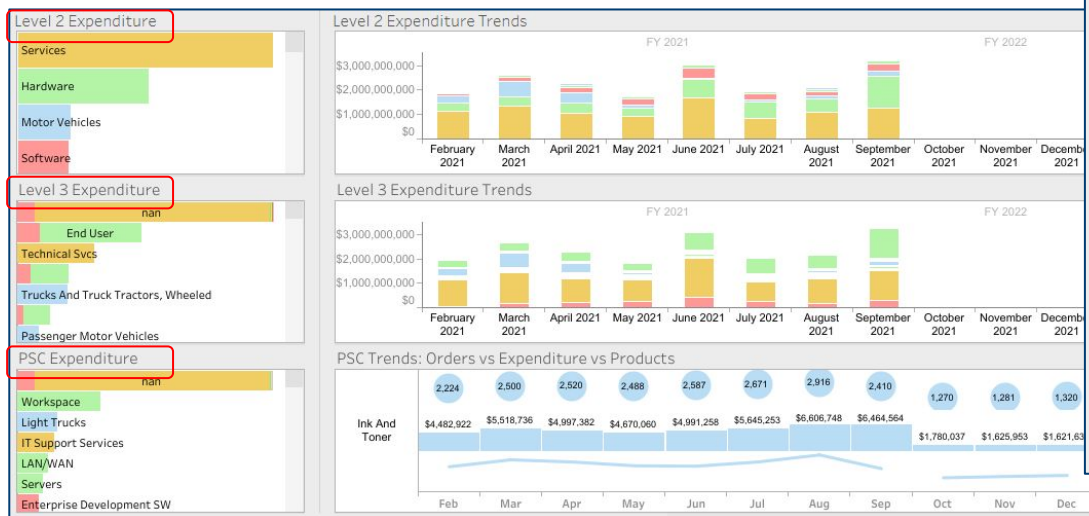 Level 2 Expenditure
Services
Hardware
Motor Vehicles
Software
Level 2 Expenditure Trends
FY 2021
FY 2022
$3,000,000,000
$2,000,000,000
$1,000,000,000
$0
February 2021
March 2021
April 2021
May 2021
June 2021
July 2021
August 2021
September 2021
October 2021
November 2021
2021
Level 3 Expenditure
nan
End User
Technical Svcs
Trucks And Truck Tractors, Wheeled
Passenger Motor Vehicles
Level 3 Expenditure Trends
FY 2021
FY 2022
$3,000,000,000
$2,000,000,000
$1,000,000,000
$0
February 2021
March 2021
April 2021
May 2021
June 2021
July 2021
August 2021
September 2021
October 2021
November 2021
2021
PSC Expenditure
nan
Workspace
Light Trucks
IT Support Services
LAN/WAN
Servers
Enterprise Development SW
PSC Trends: Orders vs Expenditure vs Products
Ink And
Toner
2,224 2,500 2,520 2,488 2,587 2,671 2,916 2,410 1,270 1,281 1,320
$4,482,922 $5,518,736 $4,997,382 $4,670,060 $4,991,258 $5,645,253 $6,606,748 $6,464,564 $1,780,037 $1,625,953
Feb Mar Apr May Jun Jul Aug Sep Oct Nov Dec